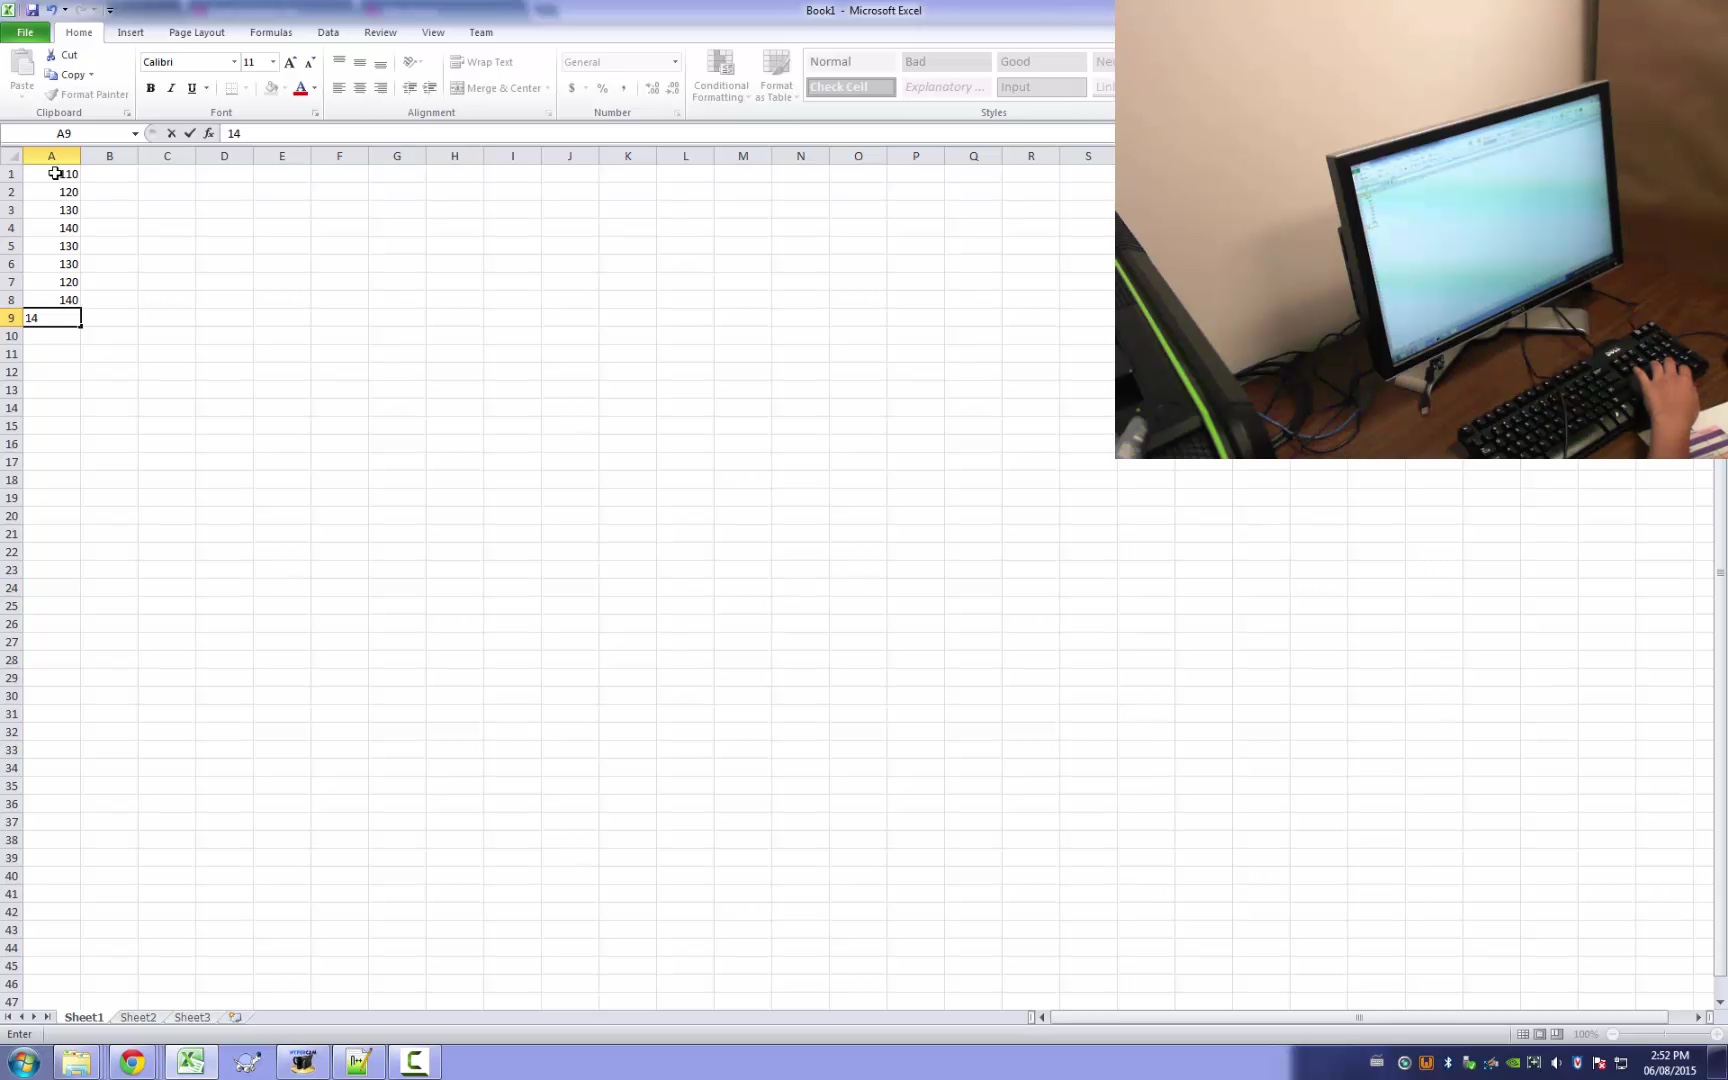 Book1 - Microsoft Excel
File Home Insert Page Layout Formulas Data Review View Team
Paste
Cut
Copy
Format Painter
Clipboard
Calibri 11
B I U
Font
Wrap Text
Merge & Center
Alignment
General
$ % ,
Number
Conditional Formatting
Format as Table
Normal Bad Good
Check Cell Explanatory ... Input
Styles
A9 fx 14
A B C D E F G H I J K L M N O P Q R S
1 110
2 120
3 130
4 140
5 130
6 130
7 120
8 140
9 14
10
11
12
13
14
15
16
17
18
19
20
21
22
23
24
25
26
27
28
29
30
31
32
33
34
35
36
37
38
39
40
41
42
43
44
45
46
47
Sheet1 Sheet2 Sheet3
Enter 100%
2:52 PM
06/08/2015